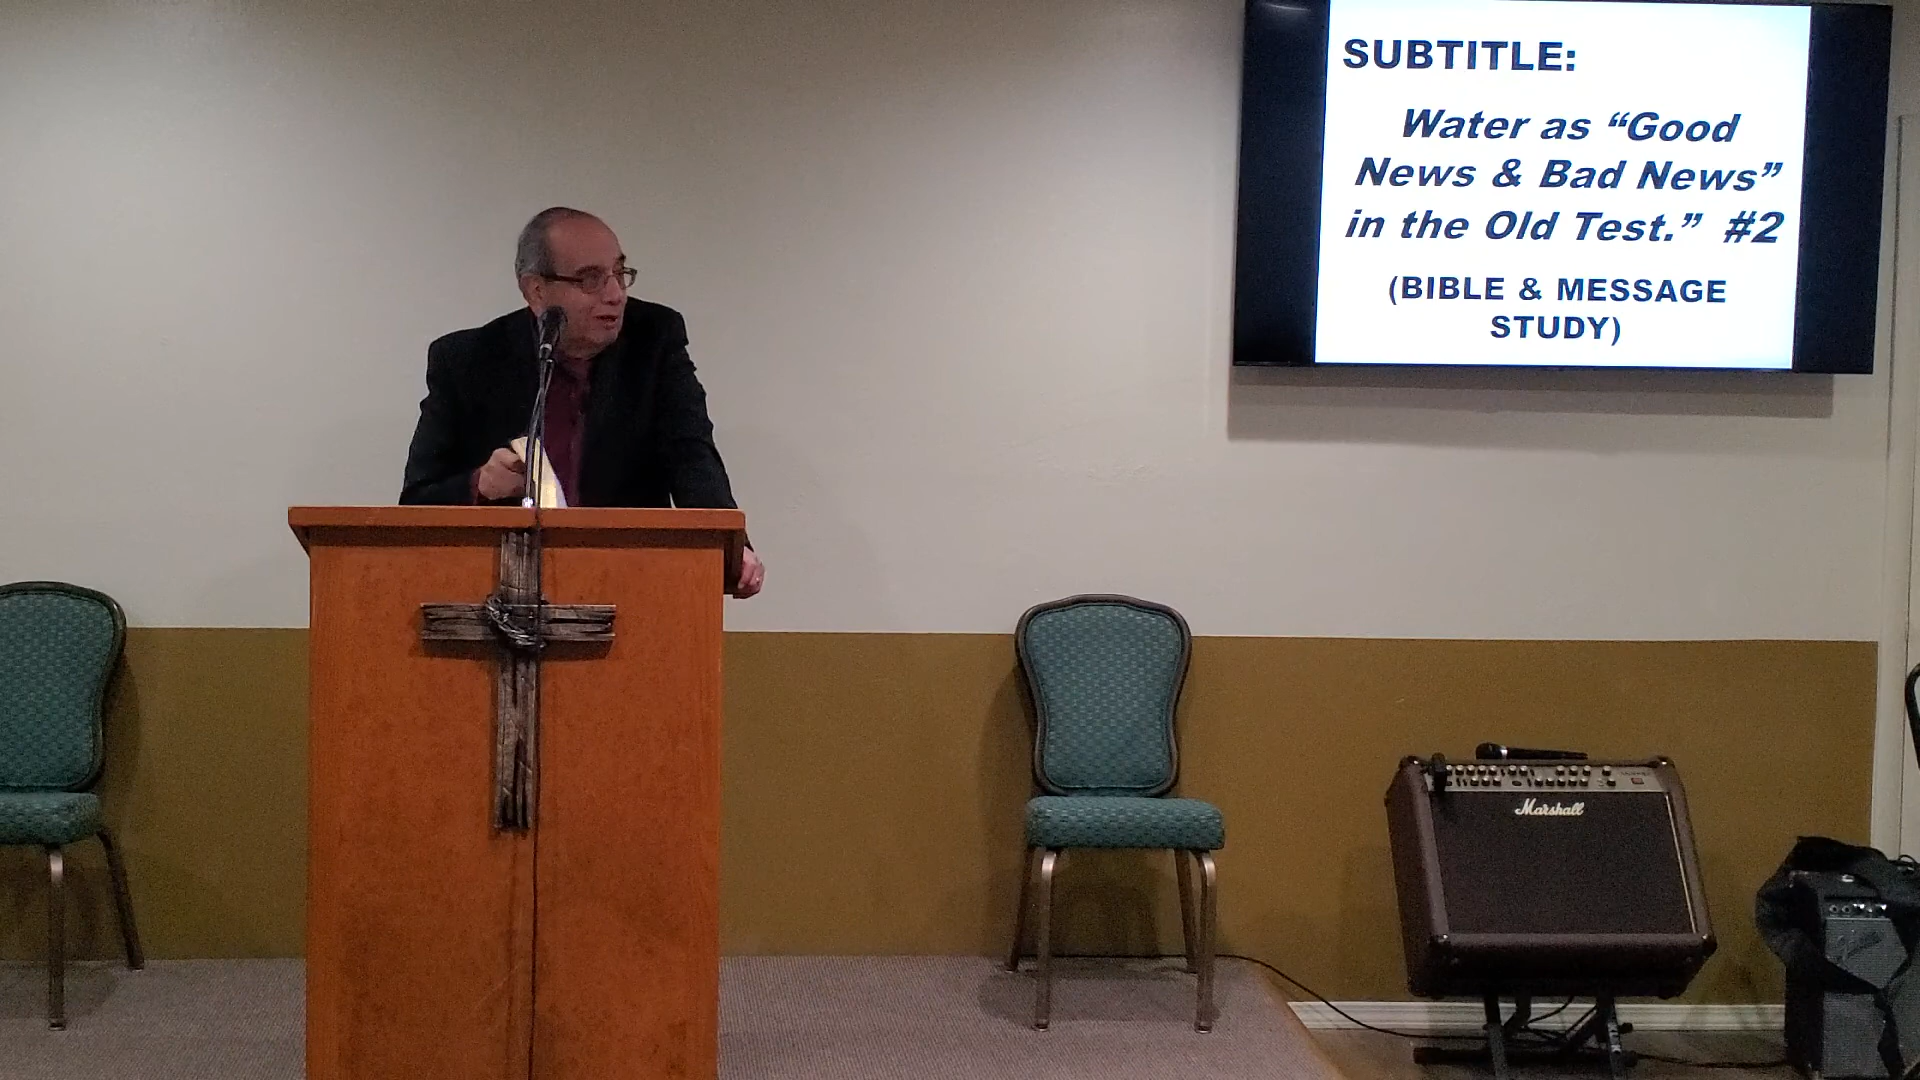 SUBTITLE:
Water as “Good
News & Bad News”
in the Old Test.” #2
(BIBLE & MESSAGE
STUDY)
Marshall